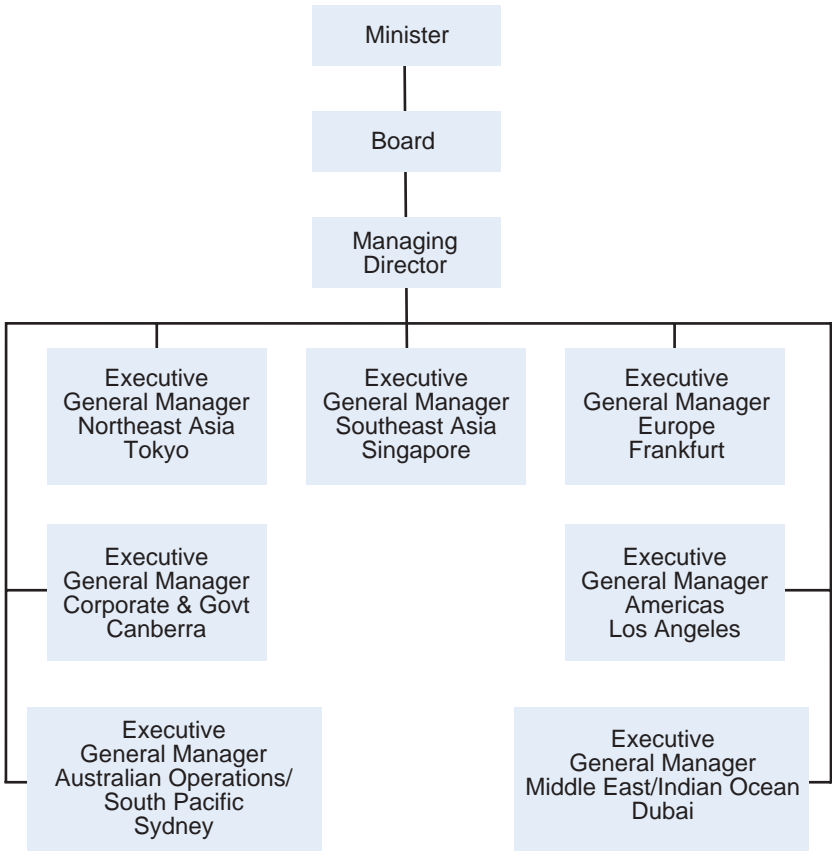 Minister
Board
Managing
Director
Executive
General Manager
Northeast Asia
Tokyo
Executive
General Manager
Southeast Asia
Singapore
Executive
General Manager
Europe
Frankfurt
Executive
General Manager
Corporate & Govt
Canberra
Executive
General Manager
Americas
Los Angeles
Executive
General Manager
Australian Operations/
South Pacific
Sydney
Executive
General Manager
Middle East/Indian Ocean
Dubai